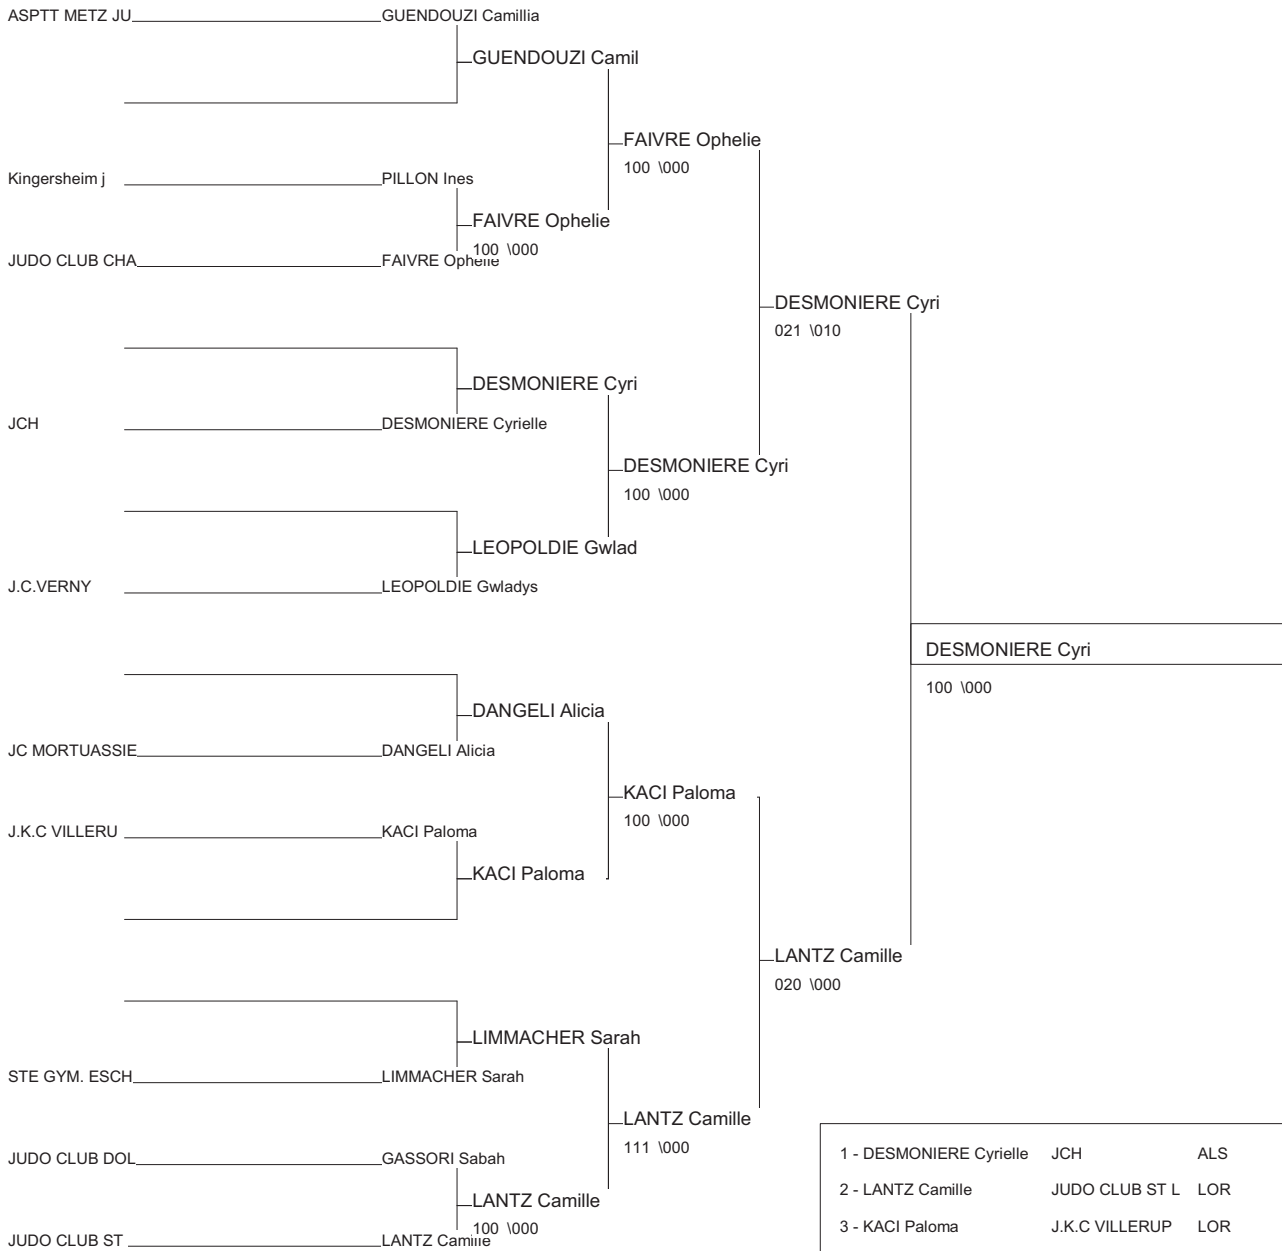 ASPTT METZ JU GUENDOUZI Camillia
GUENDOUZI Camil
FAIVRE Ophelie
100 \000
Kingersheim j PILLON Ines
FAIVRE Ophelie
100 \000
JUDO CLUB CHA FAIVRE Ophelie
DESMONIERE Cyri
021 \010
DESMONIERE Cyri
JCH DESMONIERE Cyrielle
DESMONIERE Cyri
100 \000
LEOPOLDIE Gwlad
J.C.VERNY LEOPOLDIE Gwladys
DESMONIERE Cyri
100 \000
DANGELI Alicia
JC MORTUASSIE DANGELI Alicia
KACI Paloma
100 \000
J.K.C VILLERU KACI Paloma
KACI Paloma
LANTZ Camille
020 \000
LIMMACHER Sarah
STE GYM. ESCH LIMMACHER Sarah
LANTZ Camille
111 \000
JUDO CLUB DOL GASSORI Sabah
LANTZ Camille
100 \000
JUDO CLUB ST LANTZ Camille
1 - DESMONIERE Cyrielle JCH ALS
2 - LANTZ Camille JUDO CLUB ST L LOR
3 - KACI Paloma J.K.C VILLERUP LOR